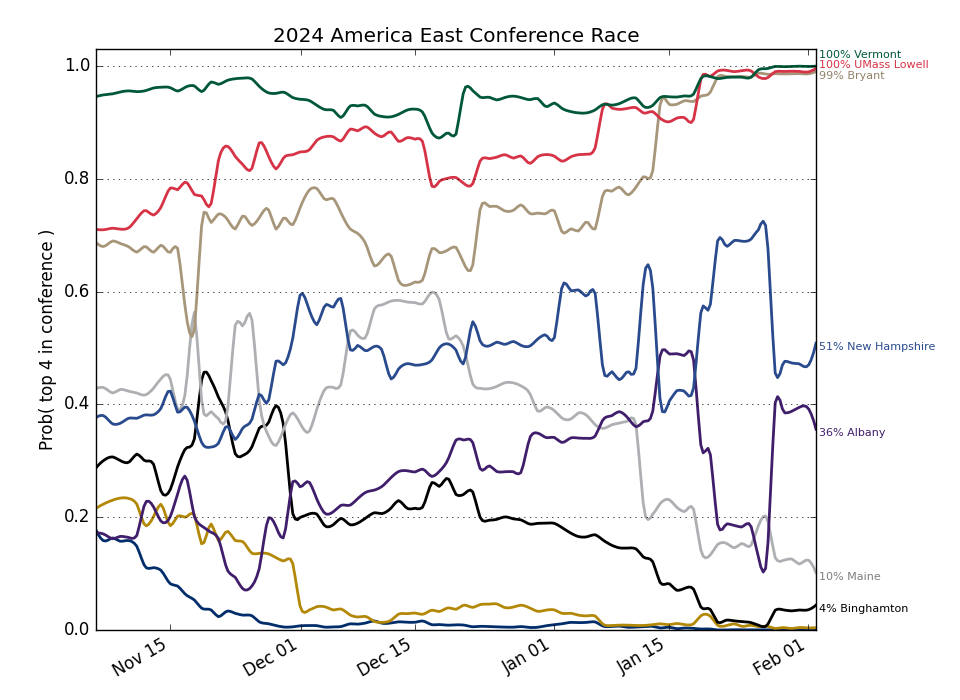 2024 America East Conference Race
Prob( top 4 in conference )
1.0
0.8
0.6
0.4
0.2
0.0
Nov 15
Dec 01
Dec 15
Jan 01
Jan 15
Feb 01
100% Vermont
100% UMass Lowell
99% Bryant
51% New Hampshire
36% Albany
10% Maine
4% Binghamton